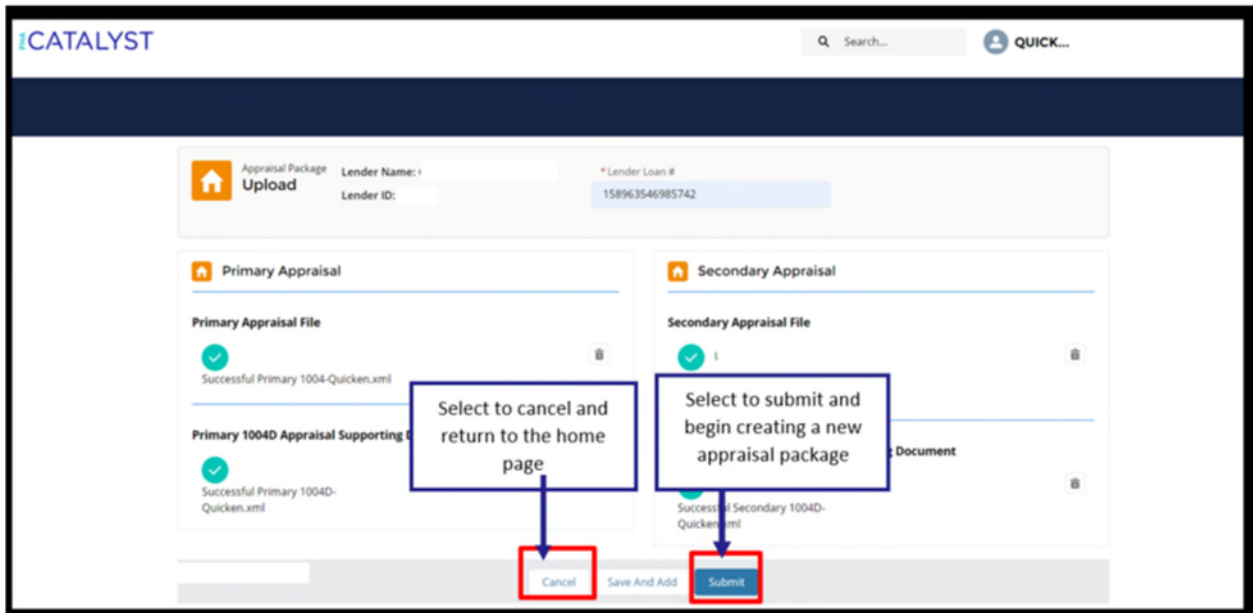 FHA CATALYST
Search...
QUICK...
Appraisal Package
Upload
Lender Name:
Lender ID:
*Lender Loan #
158963546985742
Primary Appraisal
Secondary Appraisal
Primary Appraisal File
Secondary Appraisal File
Successful Primary 1004-Quicken.xml
Select to cancel and
return to the home
page
Select to submit and
begin creating a new
appraisal package
Primary 1004D Appraisal Supporting
Document
Successful Primary 1004D-
Quicken.xml
Successful Secondary 1004D-
Quicken.xml
Cancel
Save And Add
Submit